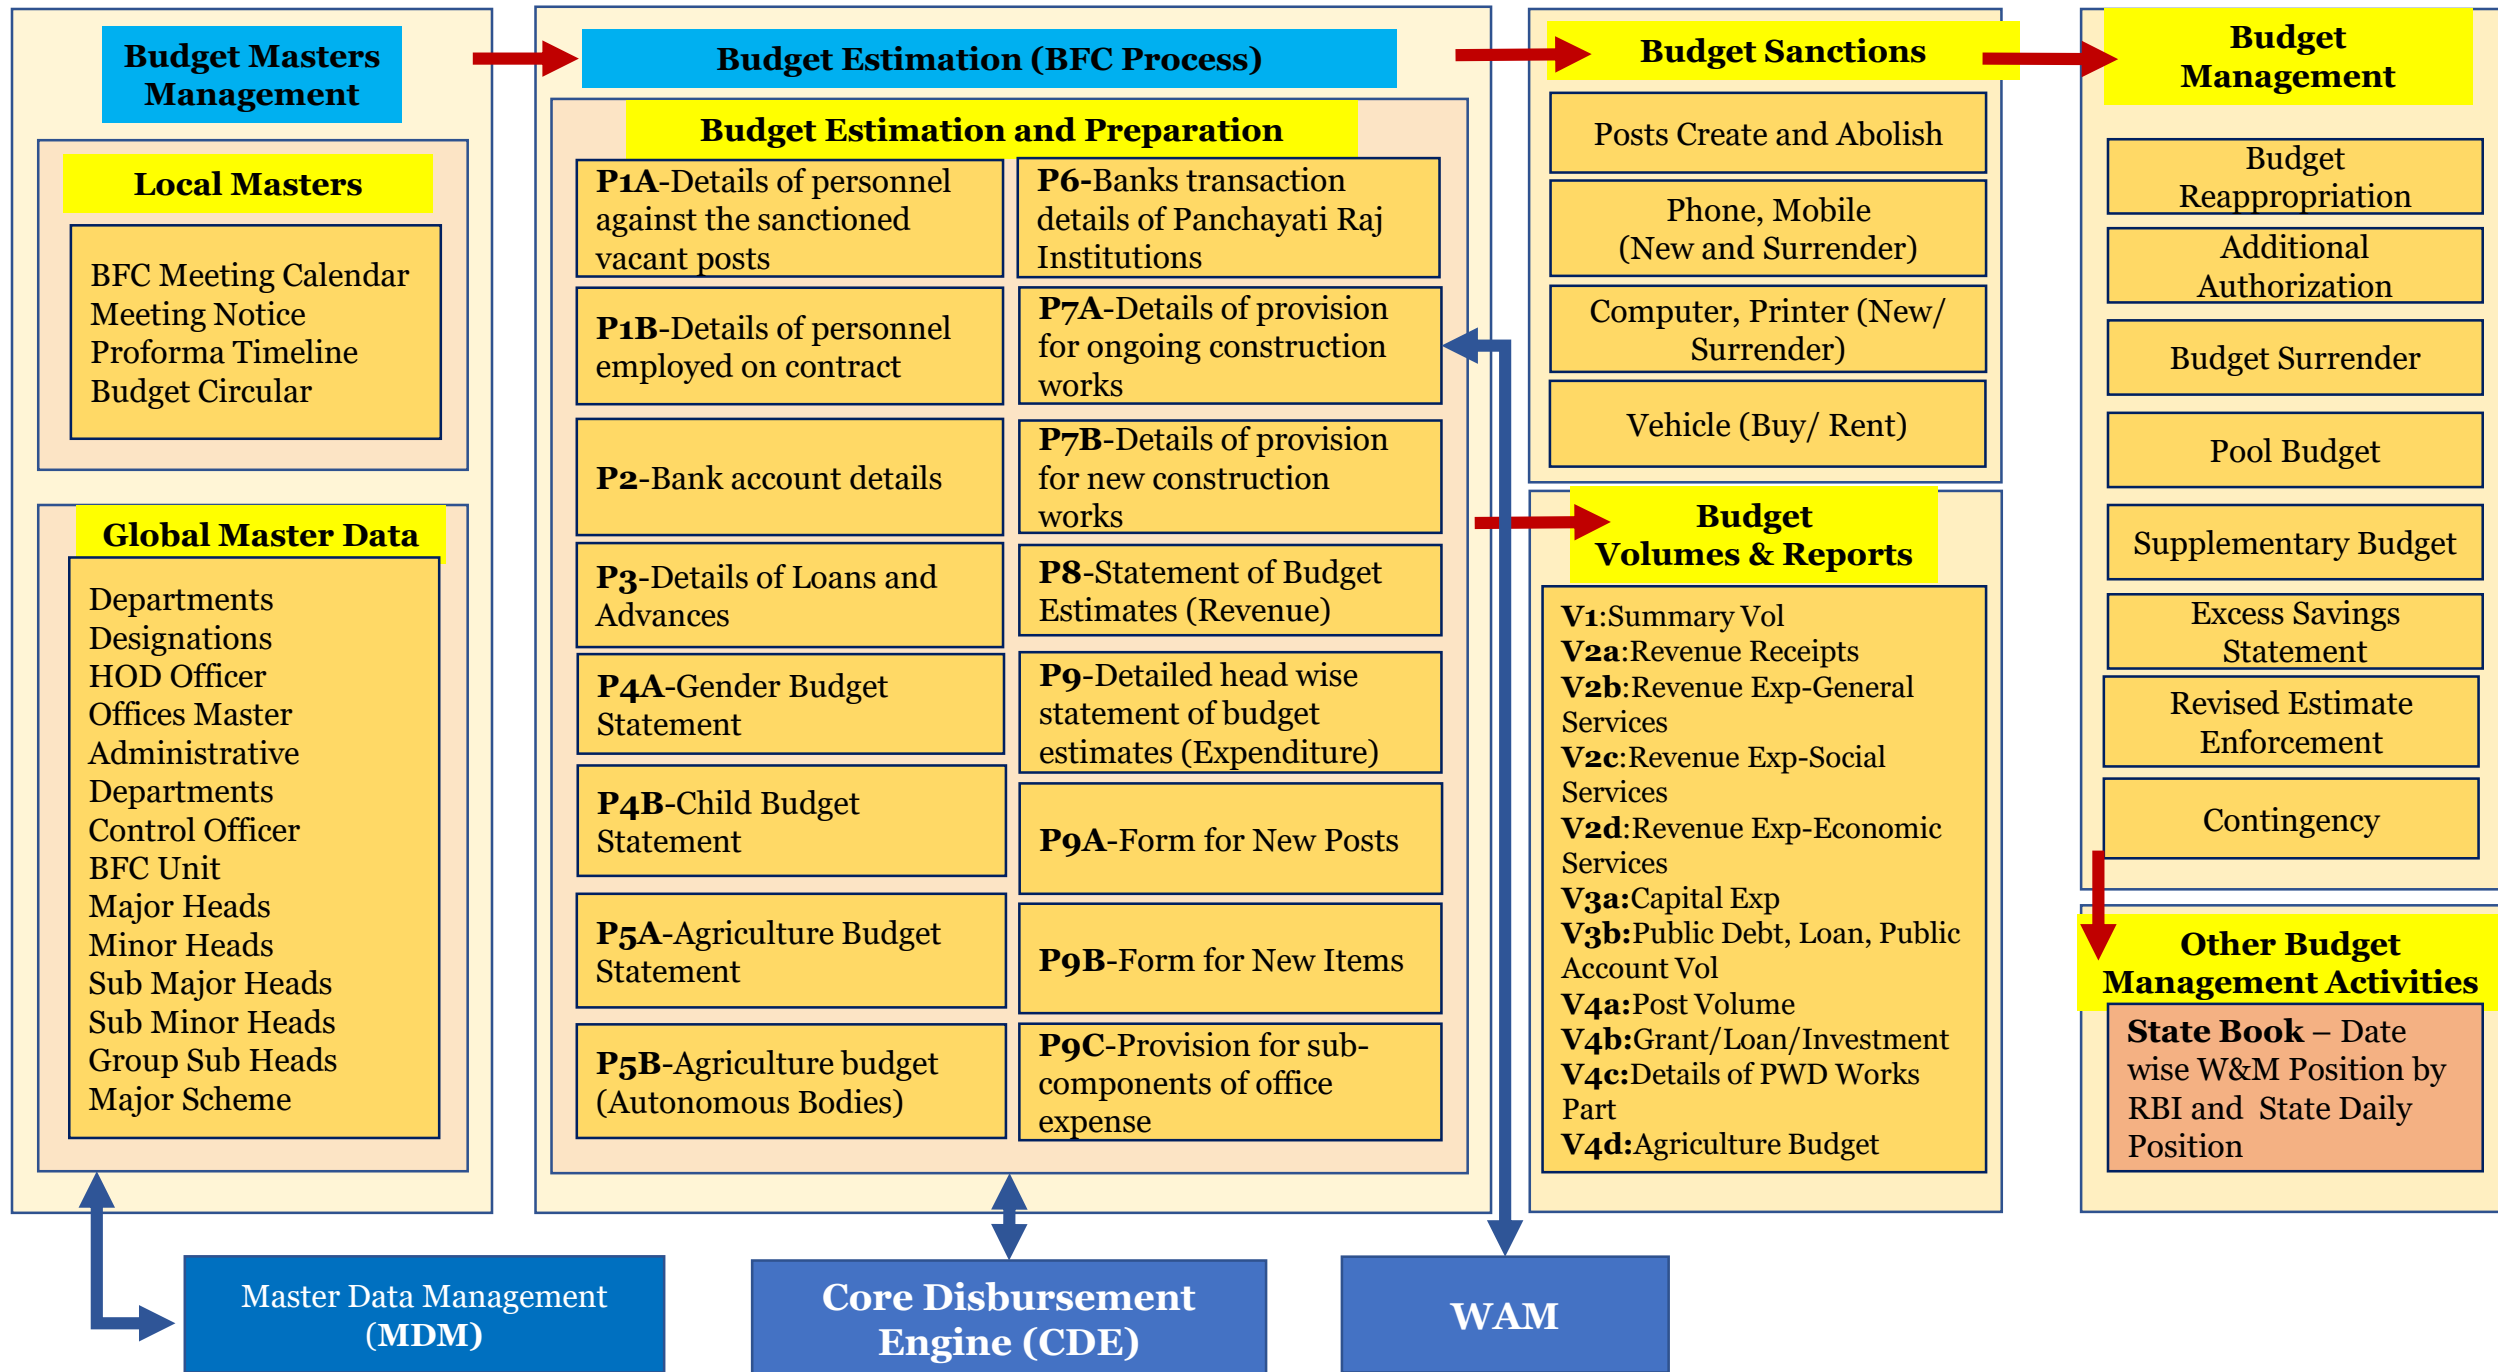 Budget Masters
Management
Local Masters
BFC Meeting Calendar
Meeting Notice
Proforma Timeline
Budget Circular
Global Master Data
Departments
Designations
HOD Officer
Offices Master
Administrative
Departments
Control Officer
BFC Unit
Major Heads
Minor Heads
Sub Major Heads
Sub Minor Heads
Group Sub Heads
Major Scheme
Budget Estimation (BFC Process)
Budget Estimation and Preparation
P1A-Details of personnel
against the sanctioned
vacant posts
P1B-Details of personnel
employed on contract
P2-Bank account details
P3-Details of Loans and
Advances
P4A-Gender Budget
Statement
P4B-Child Budget
Statement
P5A-Agriculture Budget
Statement
P5B-Agriculture budget
(Autonomous Bodies)
P6-Banks transaction
details of Panchayati Raj
Institutions
P7A-Details of provision
for ongoing construction
works
P7B-Details of provision
for new construction
works
P8-Statement of Budget
Estimates (Revenue)
P9-Detailed head wise
statement of budget
estimates (Expenditure)
P9A-Form for New Posts
P9B-Form for New Items
P9C-Provision for sub-
components of office
expense
Budget Sanctions
Posts Create and Abolish
Phone, Mobile
(New and Surrender)
Computer, Printer (New/
Surrender)
Vehicle (Buy/ Rent)
Budget
Volumes & Reports
V1:Summary Vol
V2a:Revenue Receipts
V2b:Revenue Exp-General
Services
V2c:Revenue Exp-Social
Services
V2d:Revenue Exp-Economic
Services
V3a:Capital Exp
V3b:Public Debt, Loan, Public
Account Vol
V4a:Post Volume
V4b:Grant/Loan/Investment
V4c:Details of PWD Works
Part
V4d:Agriculture Budget
Budget
Management
Budget
Reappropriation
Additional
Authorization
Budget Surrender
Pool Budget
Supplementary Budget
Excess Savings
Statement
Revised Estimate
Enforcement
Contingency
Other Budget
Management Activities
State Book – Date
wise W&M Position by
RBI and State Daily
Position
Master Data Management
(MDM)
Core Disbursement
Engine (CDE)
WAM